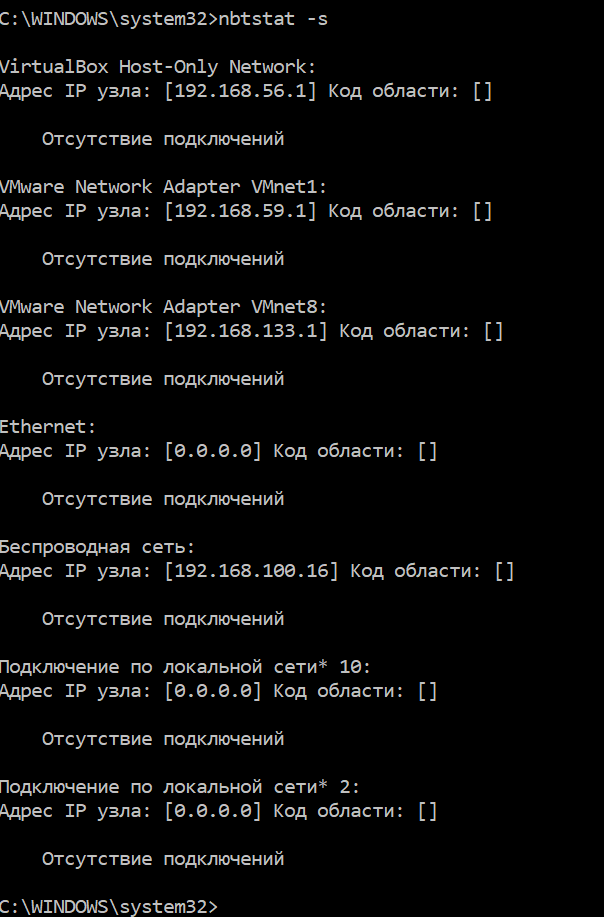 C:\WINDOWS\system32>nbtstat -s
VirtualBox Host-Only Network:
Адрес IP узла: [192.168.56.1] Код области: []
Отсутствие подключений
VMware Network Adapter VMnet1:
Адрес IP узла: [192.168.59.1] Код области: []
Отсутствие подключений
VMware Network Adapter VMnet8:
Адрес IP узла: [192.168.133.1] Код области: []
Отсутствие подключений
Ethernet:
Адрес IP узла: [0.0.0.0] Код области: []
Отсутствие подключений
Беспроводная сеть:
Адрес IP узла: [192.168.100.16] Код области: []
Отсутствие подключений
Подключение по локальной сети* 10:
Адрес IP узла: [0.0.0.0] Код области: []
Отсутствие подключений
Подключение по локальной сети* 2:
Адрес IP узла: [0.0.0.0] Код области: []
Отсутствие подключений
C:\WINDOWS\system32>